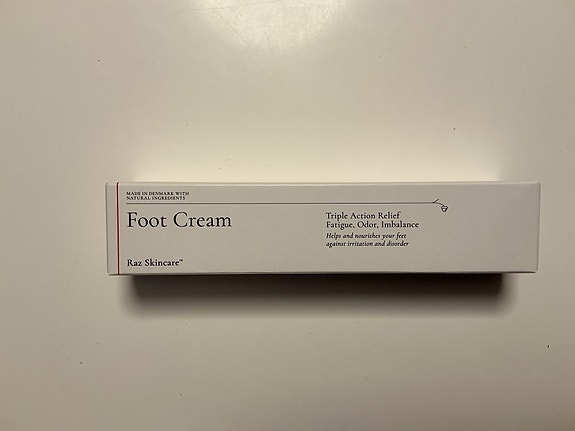 MADE IN DENMARK WITH
NATURAL INGREDIENTS
Foot Cream
Raz Skincare™
Triple Action Relief
Fatigue, Odor, Imbalance
Helps and nourishes your feet
against irritation and disorder